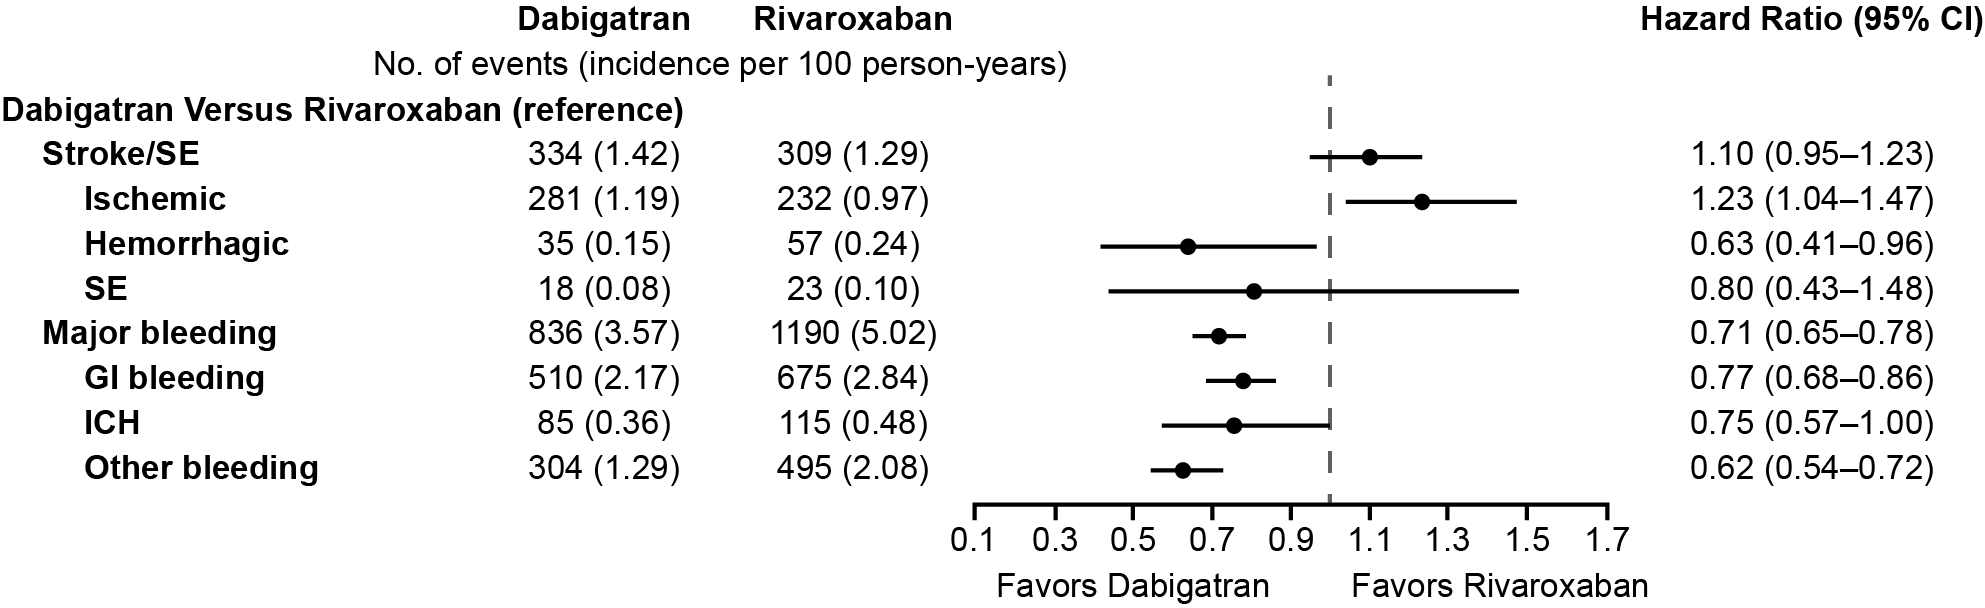 Dabigatran Rivaroxaban Hazard Ratio (95% CI)
No. of events (incidence per 100 person-years)
Dabigatran Versus Rivaroxaban (reference)
Stroke/SE 334 (1.42) 309 (1.29) 1.10 (0.95–1.23)
Ischemic 281 (1.19) 232 (0.97) 1.23 (1.04–1.47)
Hemorrhagic 35 (0.15) 57 (0.24) 0.63 (0.41–0.96)
SE 18 (0.08) 23 (0.10) 0.80 (0.43–1.48)
Major bleeding 836 (3.57) 1190 (5.02) 0.71 (0.65–0.78)
GI bleeding 510 (2.17) 675 (2.84) 0.77 (0.68–0.86)
ICH 85 (0.36) 115 (0.48) 0.75 (0.57–1.00)
Other bleeding 304 (1.29) 495 (2.08) 0.62 (0.54–0.72)
0.1 0.3 0.5 0.7 0.9 1.1 1.3 1.5 1.7
Favors Dabigatran Favors Rivaroxaban